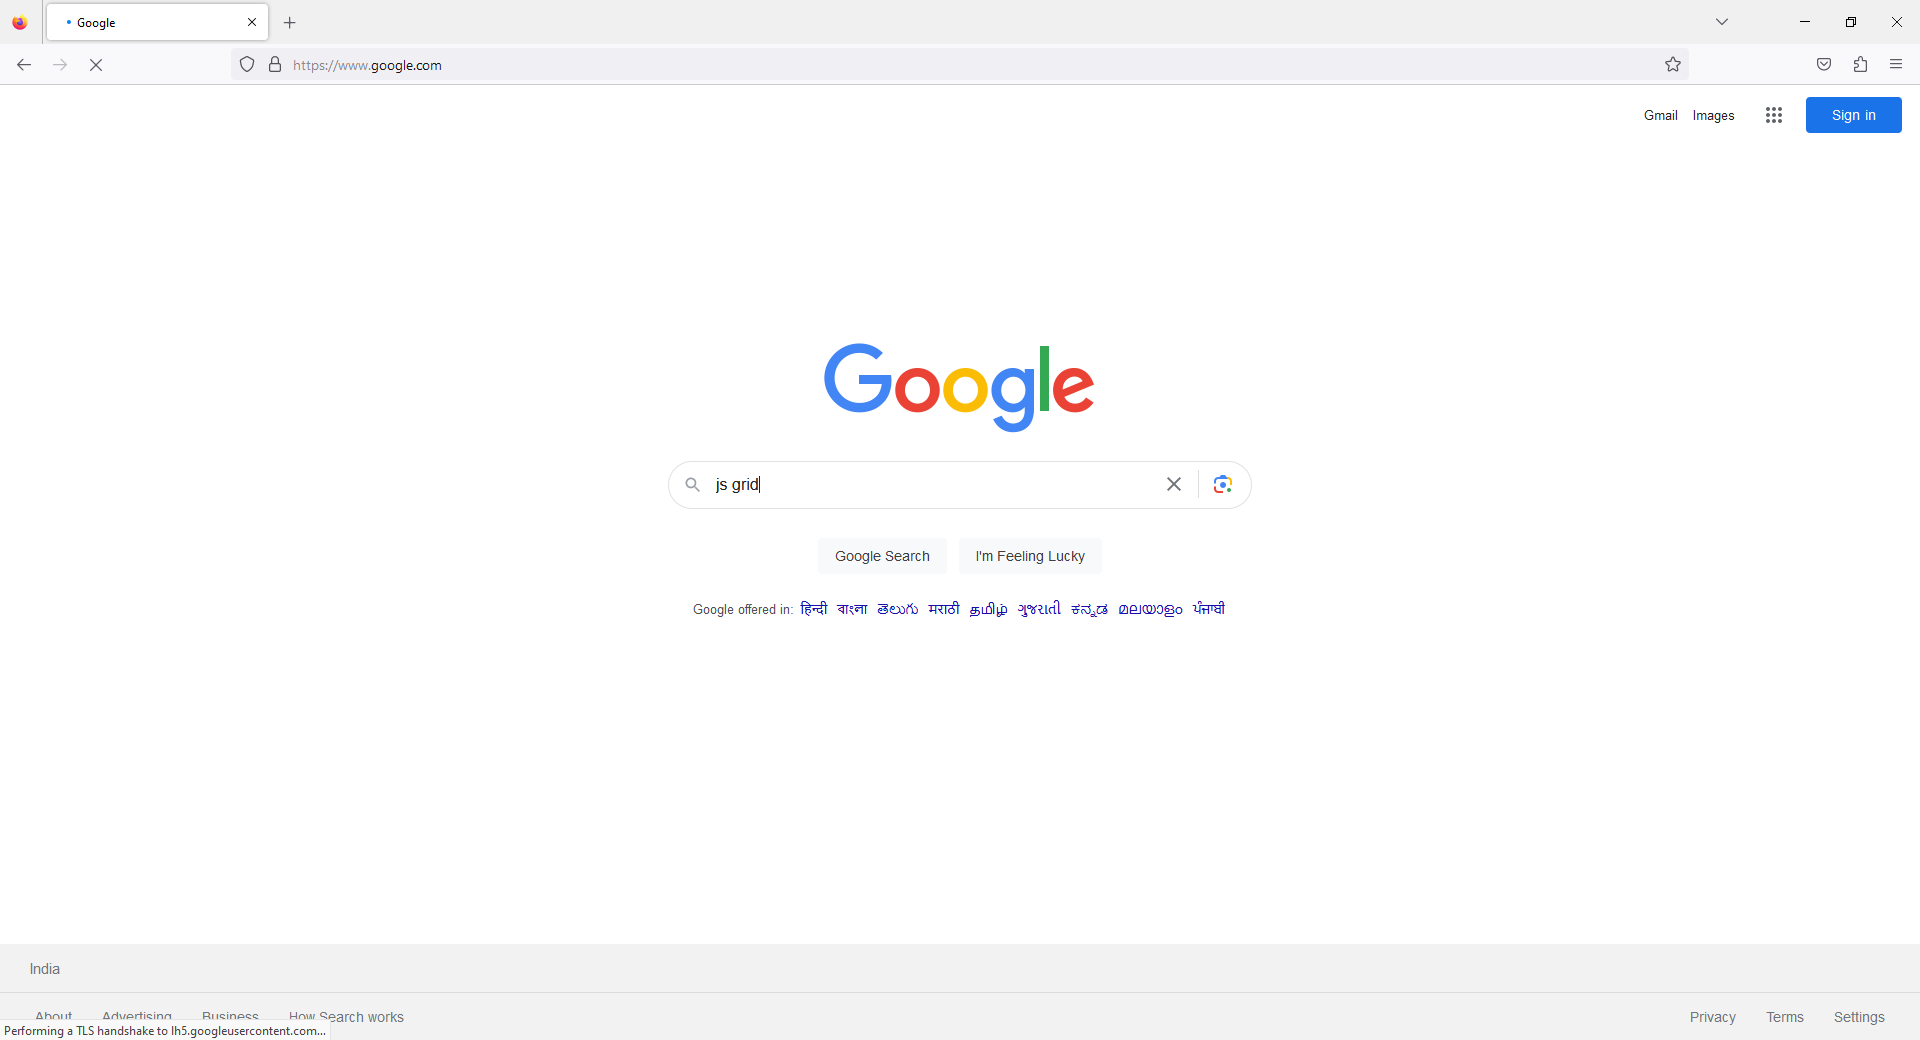 Google
https://www.google.com
Gmail Images Sign in
Google
js grid
Google Search I'm Feeling Lucky
Google offered in: हिन्दी বাংলা తెలుగు मराठी தமிழ் ગુજરાતી ಕನ್ನಡ മലയാളം ਪੰਜਾਬੀ
India
About Advertising Business How Search works Privacy Terms Settings
Performing a TLS handshake to lh5.googleusercontent.com...